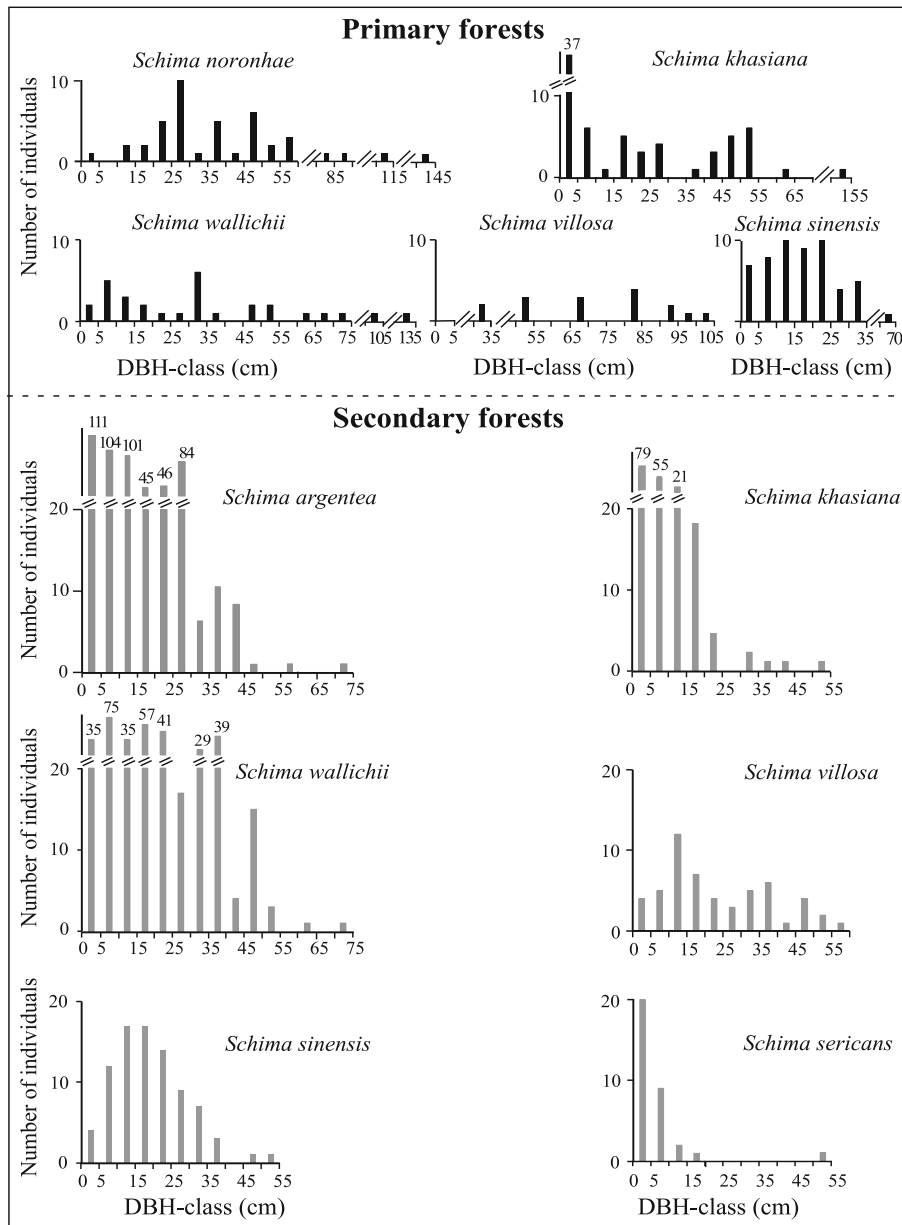 Primary forests
Number of individuals
Schima noronhae
10
0
0 5 15 25 35 45 55 85 115 145
Schima khasiana
37
10
0
0 5 15 25 35 45 53 65 155
Schima wallichii
10
0
0 5 15 25 35 45 55 65 75 105 135
DBH-class (cm)
Schima villosa
10
0
0 5 35 55 65 75 85 95 105
DBH-class (cm)
Schima sinensis
10
0
0 5 15 25 35 70
DBH-class (cm)
Secondary forests
Number of individuals
Schima argentea
111 104 101 45 46 84
20
10
0
0 5 15 25 35 45 55 65 75
Schima khasiana
79 55 21
20
10
0
0 5 15 25 35 45 55
Number of individuals
Schima wallichii
35 75 35 57 41 29 39
20
10
0
0 5 15 25 35 45 55 65 75
Schima villosa
20
10
0
0 5 15 25 35 45 55
Number of individuals
Schima sinensis
20
10
0
0 5 15 25 35 45 55
DBH-class (cm)
Schima sericans
20
10
0
0 5 15 25 35 45 55
DBH-class (cm)